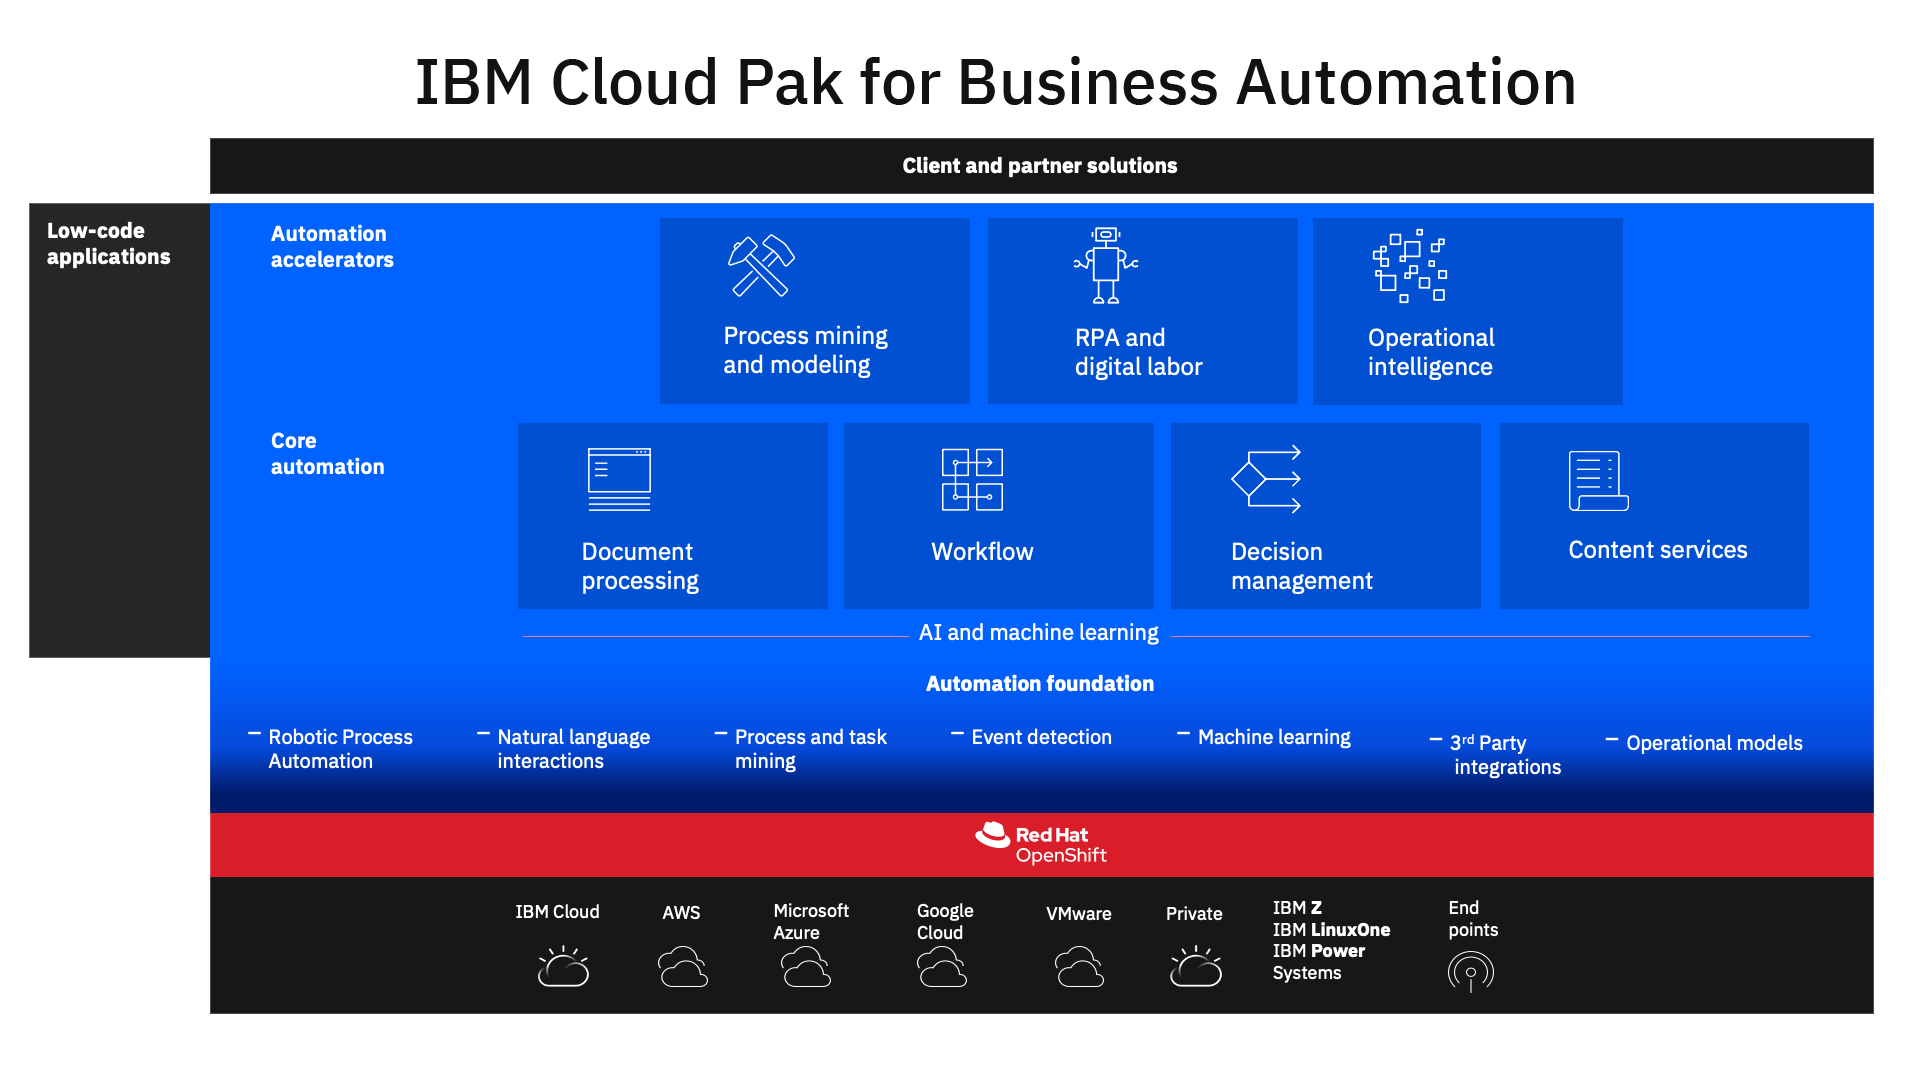 IBM Cloud Pak for Business Automation
Client and partner solutions
Low-code
applications
Automation
accelerators
Process mining
and modeling
RPA and
digital labor
Operational
intelligence
Core
automation
Document
processing
Workflow
Decision
management
Content services
AI and machine learning
Automation foundation
– Robotic Process
Automation
– Natural language
interactions
– Process and task
mining
– Event detection
– Machine learning
– 3rd Party
integrations
– Operational models
Red Hat
OpenShift
IBM Cloud
AWS
Microsoft
Azure
Google
Cloud
VMware
Private
IBM Z
IBM LinuxOne
IBM Power
Systems
End
points